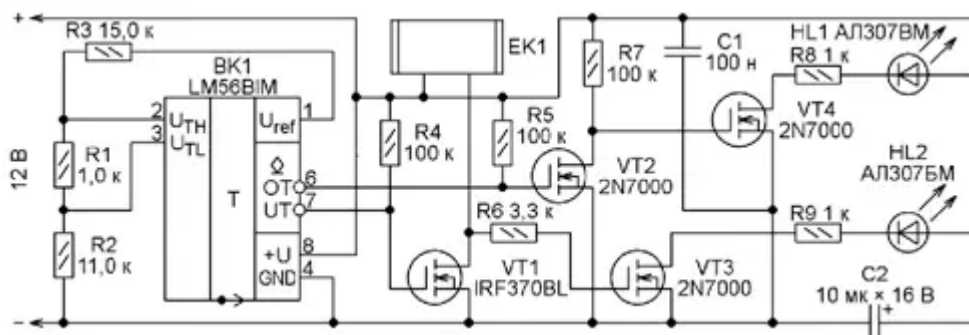 +
R3 15,0 к
BK1
LM56BIM
2
3
U_TH
U_TL
U_ref
1
R1
1,0 к
12 В
R2
11,0 к
T
OT
6
UT
7
+U
8
GND
4
EK1
R4
100 к
R5
100 к
R6 3,3 к
VT1
IRF370BL
R7
100 к
C1
100 н
VT2
2N7000
VT3
2N7000
HL1 АЛ307ВМ
R8 1 к
VT4
2N7000
HL2
АЛ307БМ
R9 1 к
C2
10 мк × 16 В
+
–